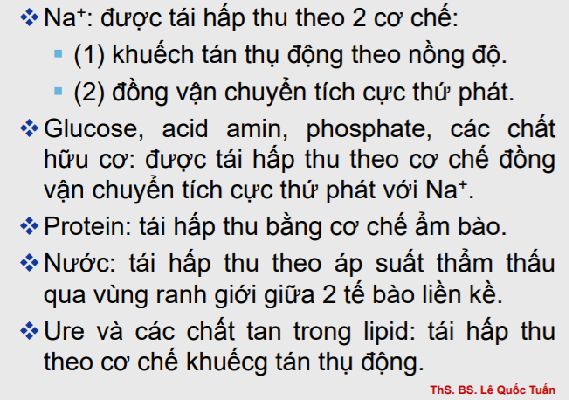 ❖ Na⁺: được tái hấp thu theo 2 cơ chế:
▪ (1) khuếch tán thụ động theo nồng độ.
▪ (2) đồng vận chuyển tích cực thứ phát.
❖ Glucose, acid amin, phosphate, các chất
hữu cơ: được tái hấp thu theo cơ chế đồng
vận chuyển tích cực thứ phát với Na⁺.
❖ Protein: tái hấp thu bằng cơ chế ẩm bào.
❖ Nước: tái hấp thu theo áp suất thẩm thấu
qua vùng ranh giới giữa 2 tế bào liền kề.
❖ Ure và các chất tan trong lipid: tái hấp thu
theo cơ chế khuếcg tán thụ động.
ThS. BS. Lê Quốc Tuấn